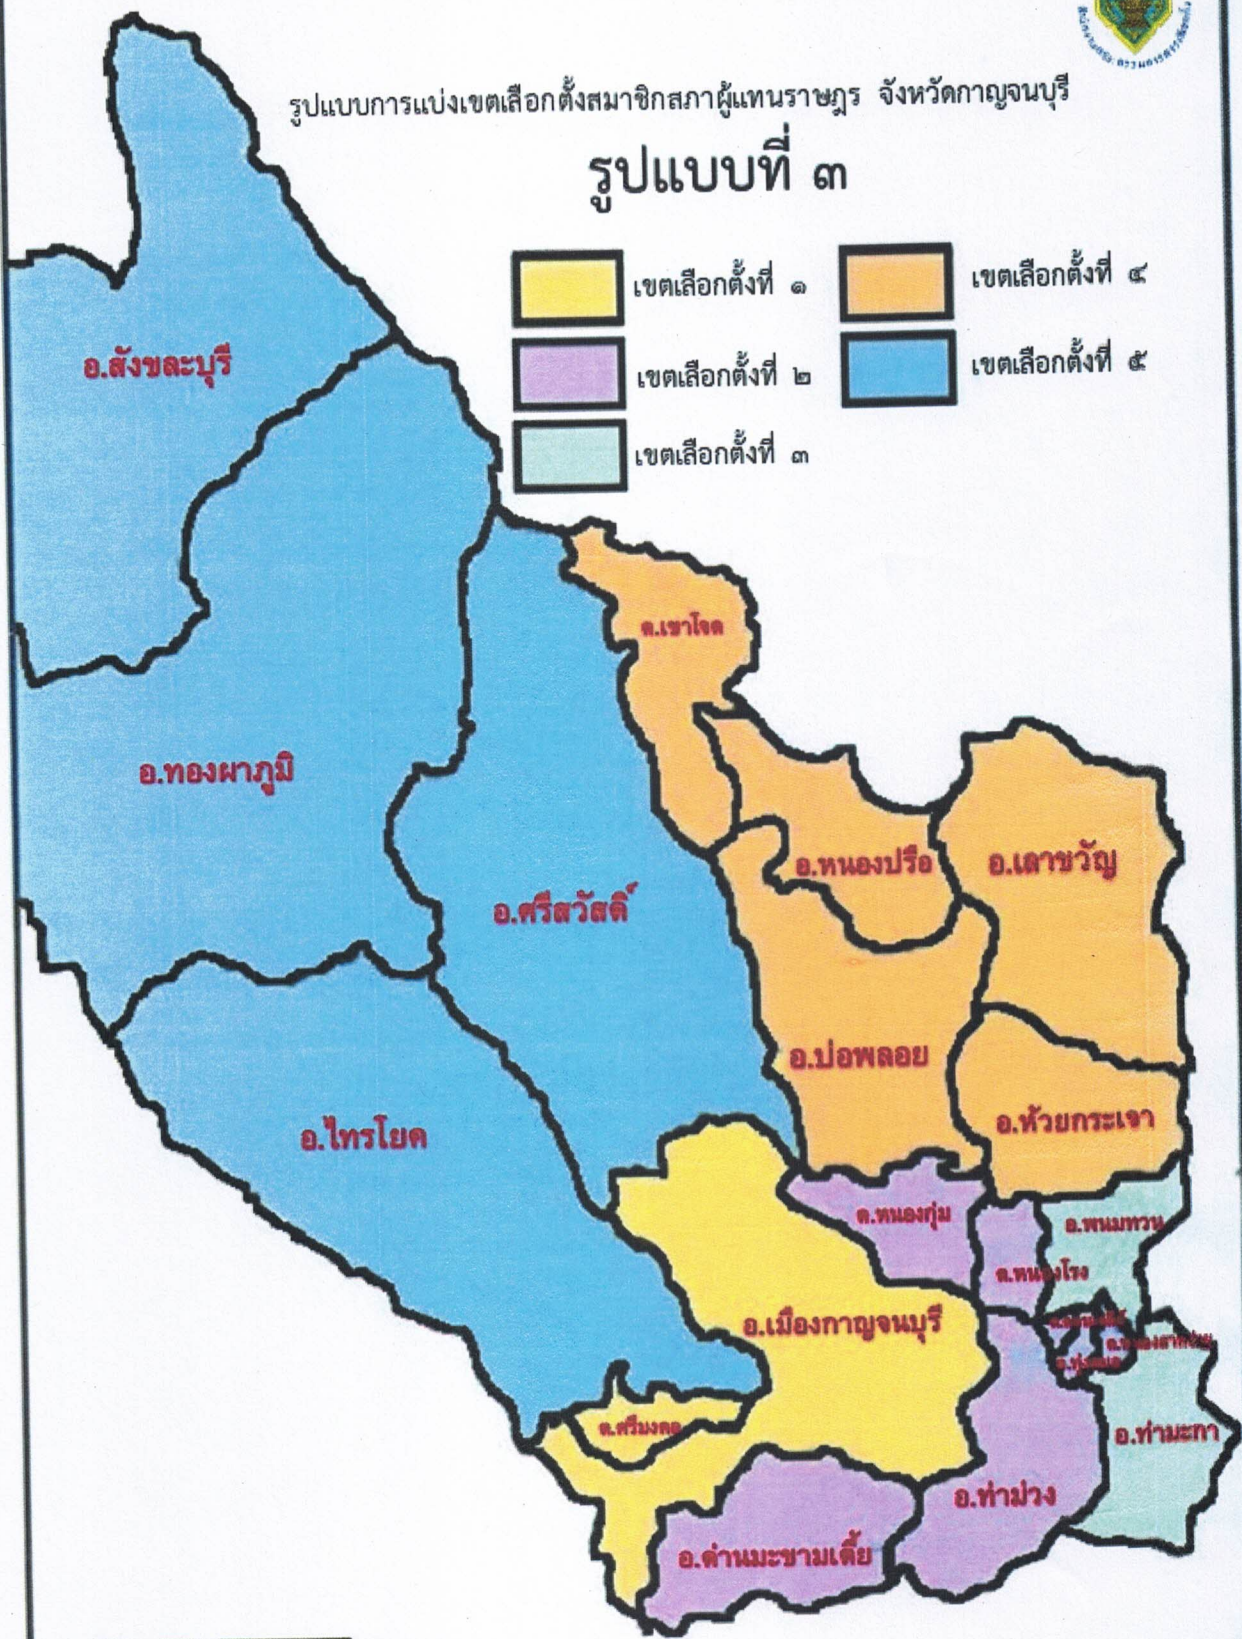 รูปแบบการแบ่งเขตเลือกตั้งสมาชิกสภาผู้แทนราษฎร จังหวัดกาญจนบุรี
รูปแบบที่ ๓
เขตเลือกตั้งที่ ๑
เขตเลือกตั้งที่ ๔
เขตเลือกตั้งที่ ๒
เขตเลือกตั้งที่ ๕
เขตเลือกตั้งที่ ๓
อ.สังขละบุรี
ต.เขาโจด
อ.ทองผาภูมิ
อ.หนองปรือ
อ.เลาขวัญ
อ.ศรีสวัสดิ์
อ.บ่อพลอย
อ.ห้วยกระเจา
อ.ไทรโยค
ต.หนองกุ่ม
อ.พนมทวน
ต.หนองโรง
อ.เมืองกาญจนบุรี
ต.ศรีมงคล
อ.ท่ามะกา
อ.ท่าม่วง
อ.ด่านมะขามเตี้ย